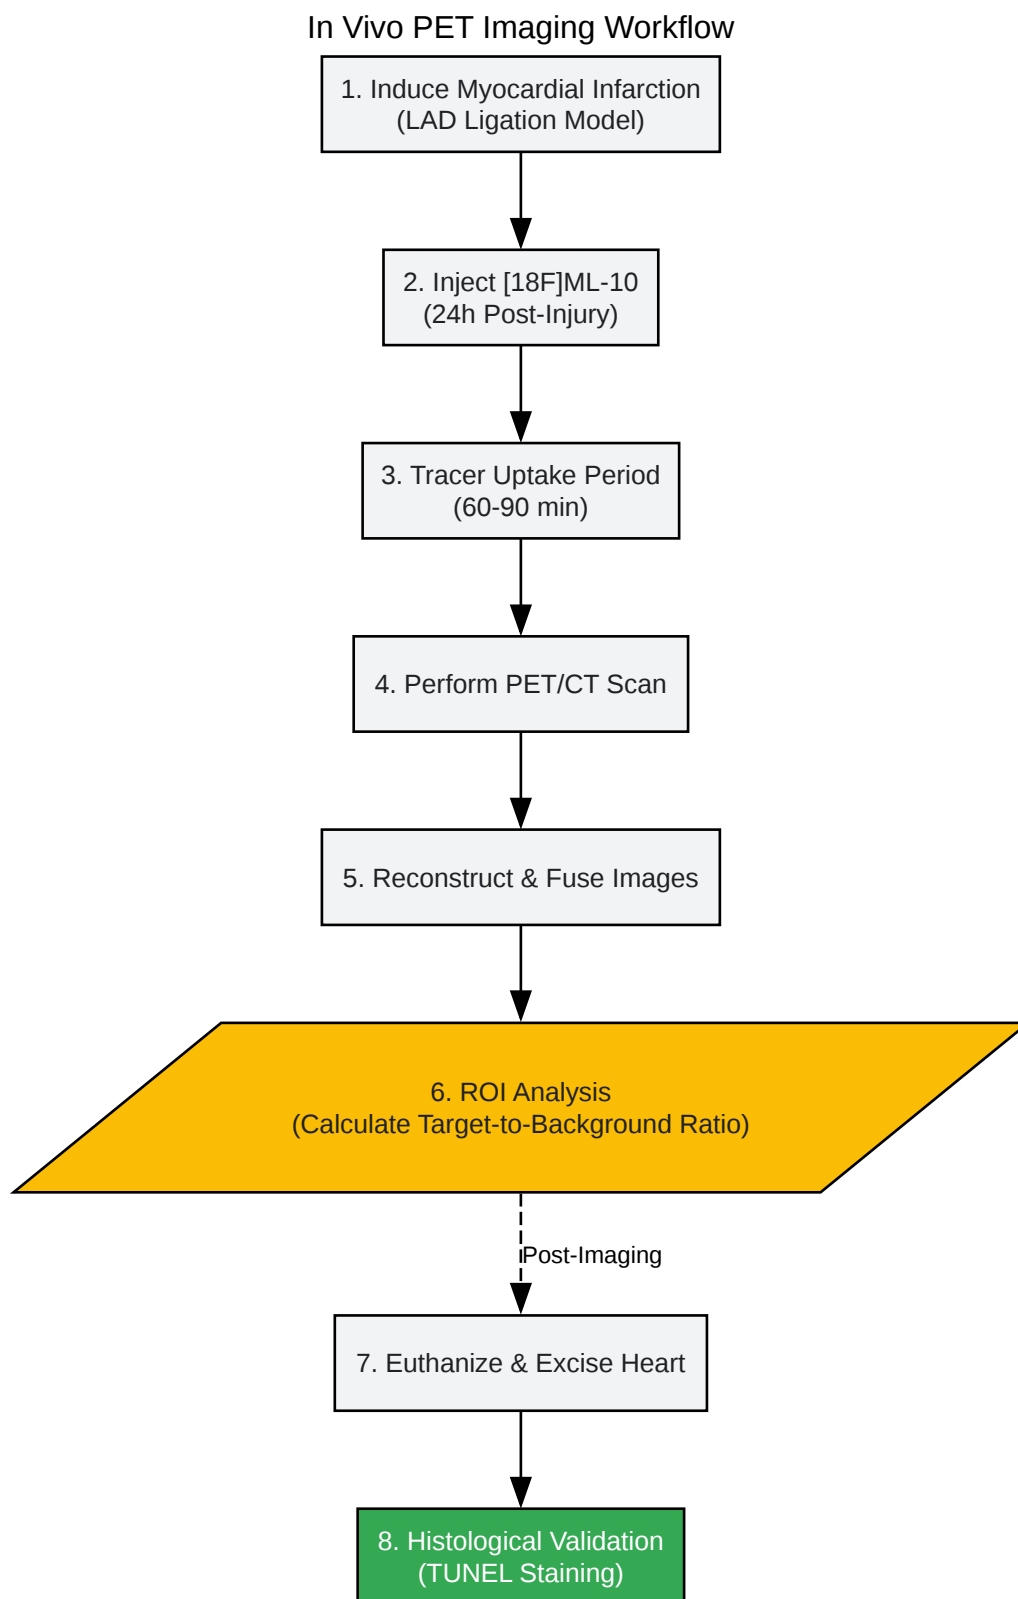 In Vivo PET Imaging Workflow
1. Induce Myocardial Infarction
(LAD Ligation Model)
2. Inject [18F]ML-10
(24h Post-Injury)
3. Tracer Uptake Period
(60-90 min)
4. Perform PET/CT Scan
5. Reconstruct & Fuse Images
6. ROI Analysis
(Calculate Target-to-Background Ratio)
Post-Imaging
7. Euthanize & Excise Heart
8. Histological Validation
(TUNEL Staining)